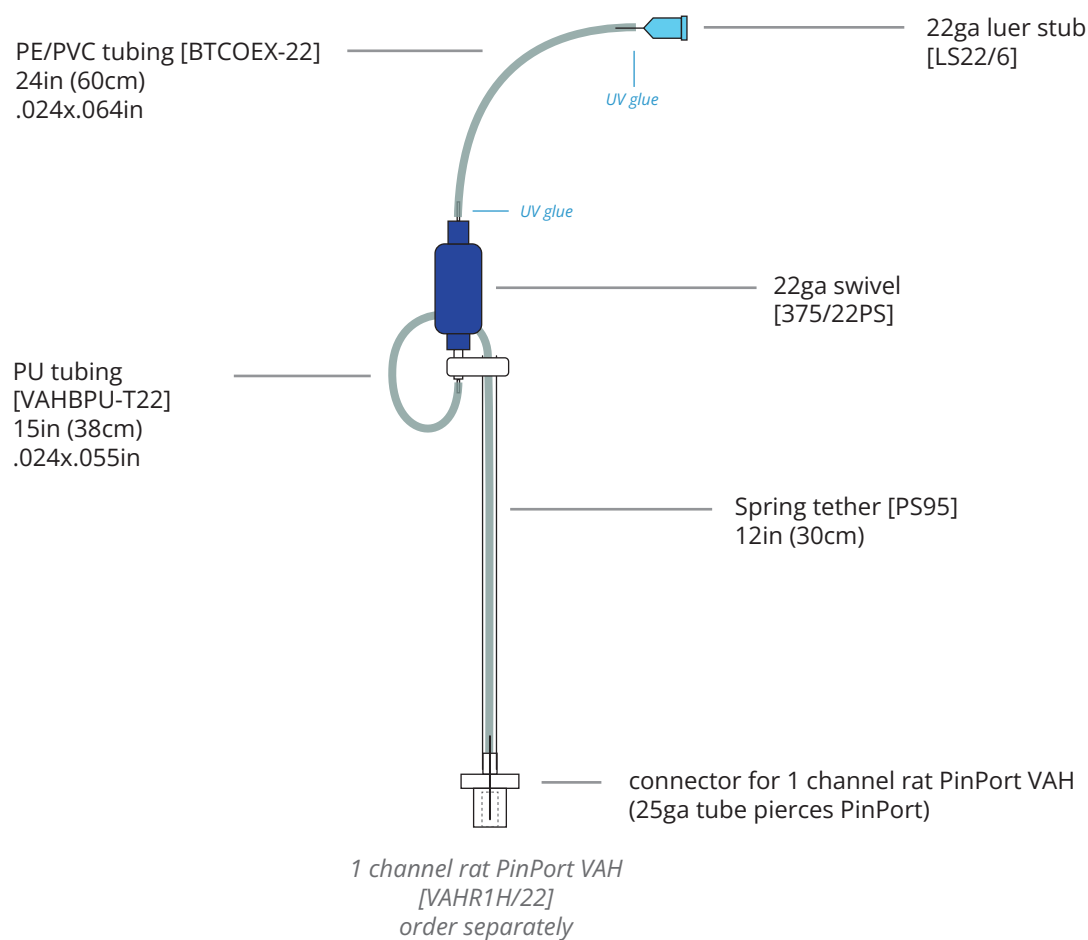 PE/PVC tubing [BTCOEX-22]
24in (60cm)
.024x.064in
22ga luer stub
[LS22/6]
UV glue
UV glue
22ga swivel
[375/22PS]
PU tubing
[VAHBPU-T22]
15in (38cm)
.024x.055in
Spring tether [PS95]
12in (30cm)
connector for 1 channel rat PinPort VAH
(25ga tube pierces PinPort)
1 channel rat PinPort VAH
[VAHR1H/22]
order separately